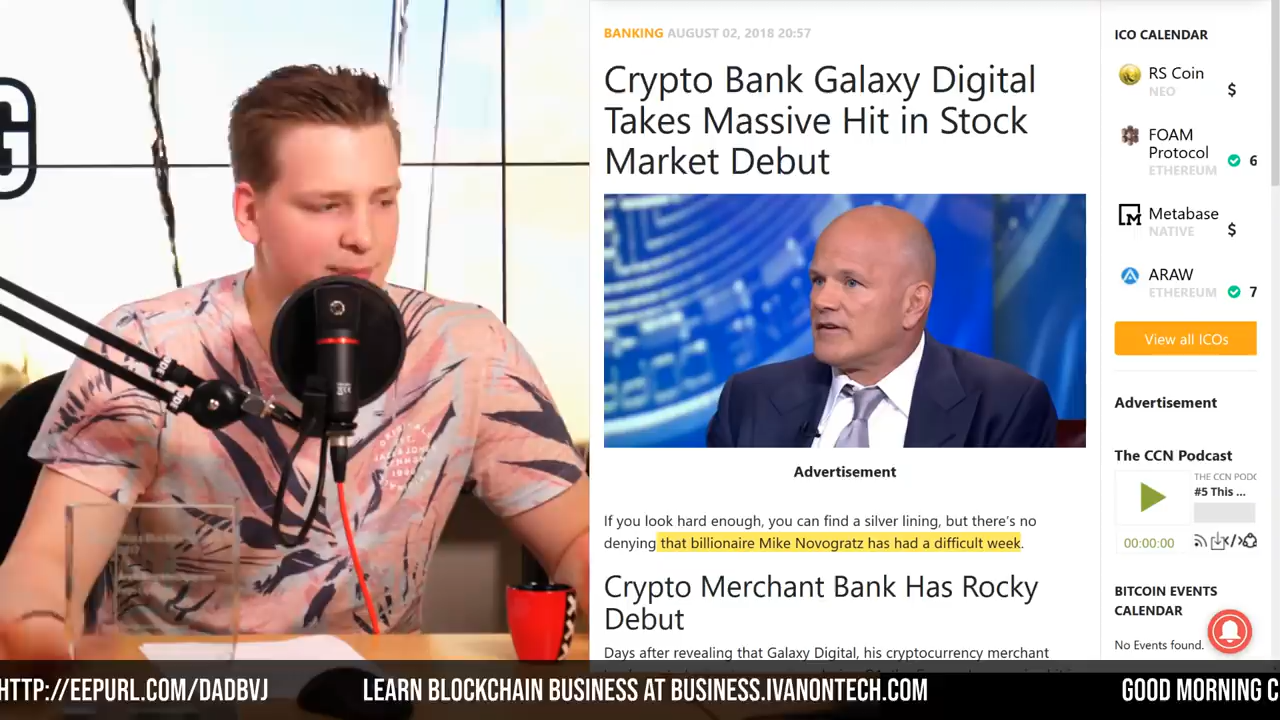 G
BANKING AUGUST 02, 2018 20:57
Crypto Bank Galaxy Digital
Takes Massive Hit in Stock
Market Debut
Advertisement
If you look hard enough, you can find a silver lining, but there's no
denying that billionaire Mike Novogratz has had a difficult week.
Crypto Merchant Bank Has Rocky
Debut
Days after revealing that Galaxy Digital, his cryptocurrency merchant
ICO CALENDAR
RS Coin
NEO
$
FOAM
Protocol
ETHEREUM
6
Metabase
NATIVE
$
ARAW
ETHEREUM
7
View all ICOs
Advertisement
The CCN Podcast
THE CCN PODC
#5 This ...
00:00:00
BITCOIN EVENTS
CALENDAR
No Events found.
HTTP://EEPURL.COM/DADBVJ LEARN BLOCKCHAIN BUSINESS AT BUSINESS.IVANONTECH.COM GOOD MORNING C